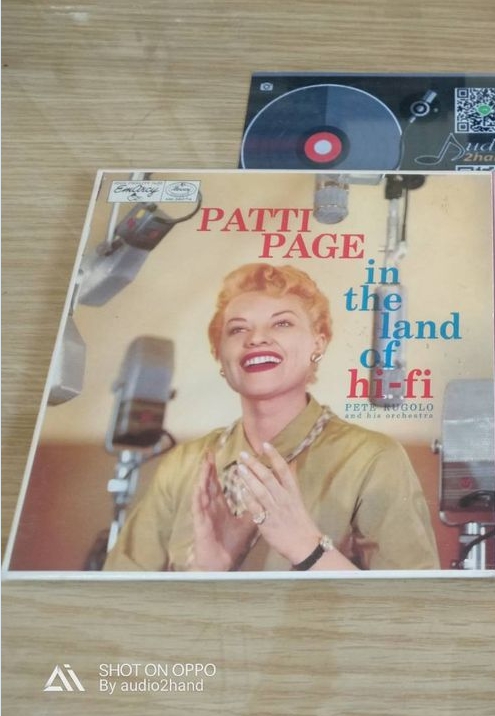 EmArcy
PATTI
PAGE
in
the
land
of
hi-fi
PETE RUGOLO
and his orchestra
2han
SHOT ON OPPO
By audio2hand